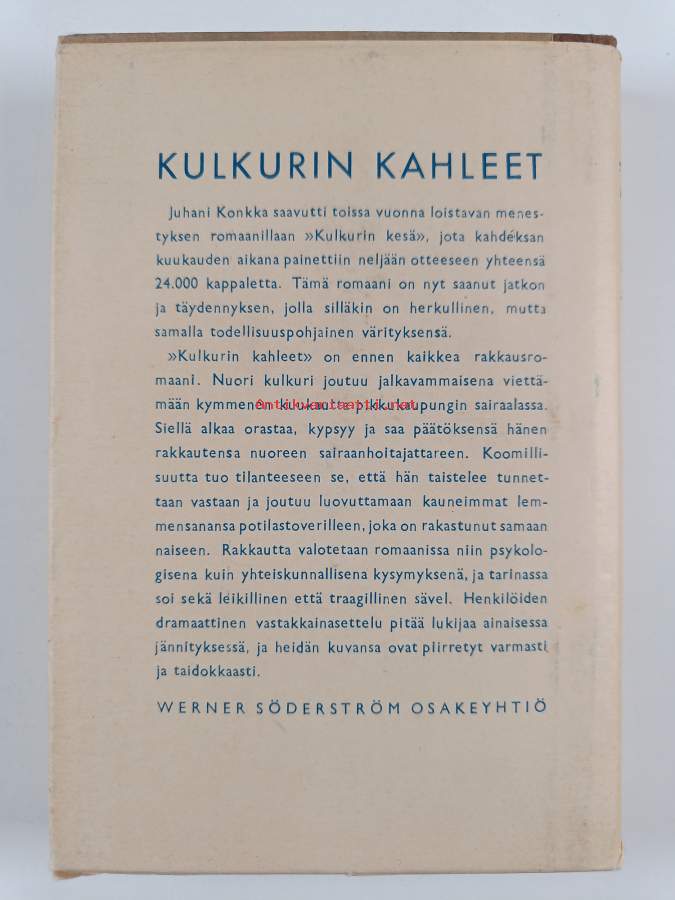 KULKURIN KAHLEET
Juhani Konkka saavutti toissa vuonna loistavan menes-
tyksen romaanillaan »Kulkurin kesä», jota kahdeksan
kuukauden aikana painettiin neljään otteeseen yhteensä
24.000 kappaletta. Tämä romaani on nyt saanut jatkon
ja täydennyksen, jolla silläkin on herkullinen, mutta
samalla todellisuuspohjainen värityksensä.
»Kulkurin kahleet» on ennen kaikkea rakkausro-
maani. Nuori kulkuri joutuu jalkavammaisena viettä-
mään kymmenen kuukautta pikkukaupungin sairaalassa.
Antikvariaatti.net
Siellä alkaa orastaa, kypsyy ja saa päätöksensä hänen
rakkautensa nuoreen sairaanhoitajattareen. Koomilli-
suutta tuo tilanteeseen se, että hän taistelee tunnet-
taan vastaan ja joutuu luovuttamaan kauneimmat lem-
mensanansa potilastoverilleen, joka on rakastunut samaan
naiseen. Rakkautta valotetaan romaanissa niin psykolo-
gisena kuin yhteiskunnallisena kysymyksenä, ja tarinassa
soi sekä leikillinen että traagillinen sävel. Henkilöiden
dramaattinen vastakkainasettelu pitää lukijaa ainaisessa
jännityksessä, ja heidän kuvansa ovat piirretyt varmasti
ja taidokkaasti.
WERNER SÖDERSTRÖM OSAKEYHTIÖ